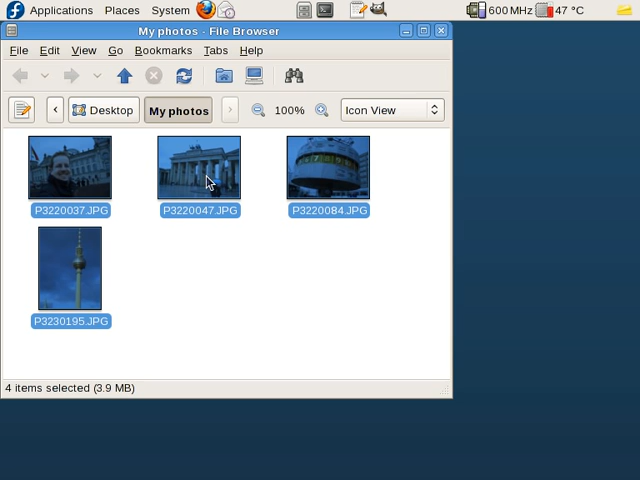 Applications Places System 600 MHz 47 °C
My photos - File Browser
File Edit View Go Bookmarks Tabs Help
Desktop My photos 100% Icon View
P3220037.JPG P3220047.JPG P3220084.JPG
P3230195.JPG
4 items selected (3.9 MB)